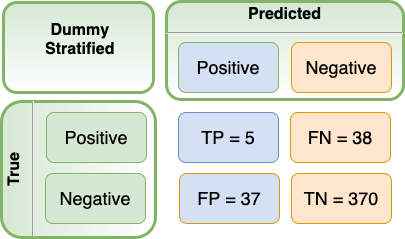 Dummy
Stratified
Predicted
Positive
Negative
True
Positive
TP = 5
FN = 38
Negative
FP = 37
TN = 370